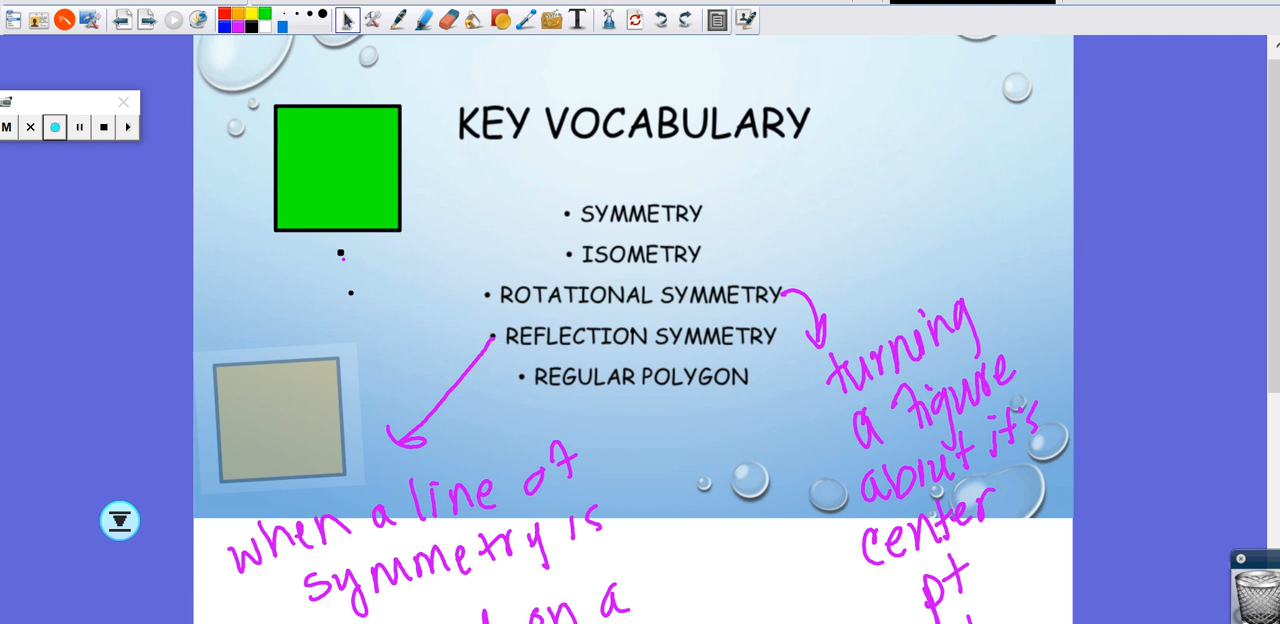 M
KEY VOCABULARY
• SYMMETRY
• ISOMETRY
• ROTATIONAL SYMMETRY
• REFLECTION SYMMETRY
• REGULAR POLYGON
turning
a figure
about it's
center
pt
when a line of
symmetry is
on a